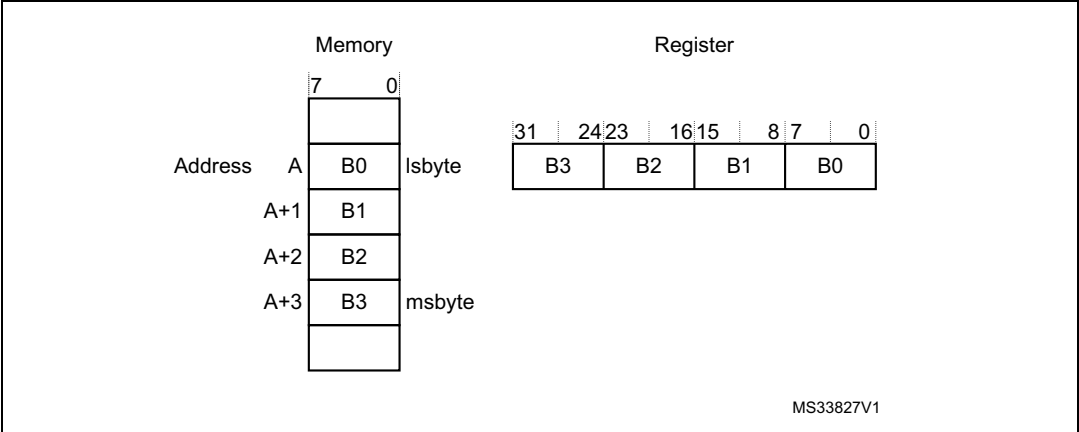 Memory Register
7 0
31 24 23 16 15 8 7 0
Address A B0 lsbyte B3 B2 B1 B0
A+1 B1
A+2 B2
A+3 B3 msbyte
MS33827V1